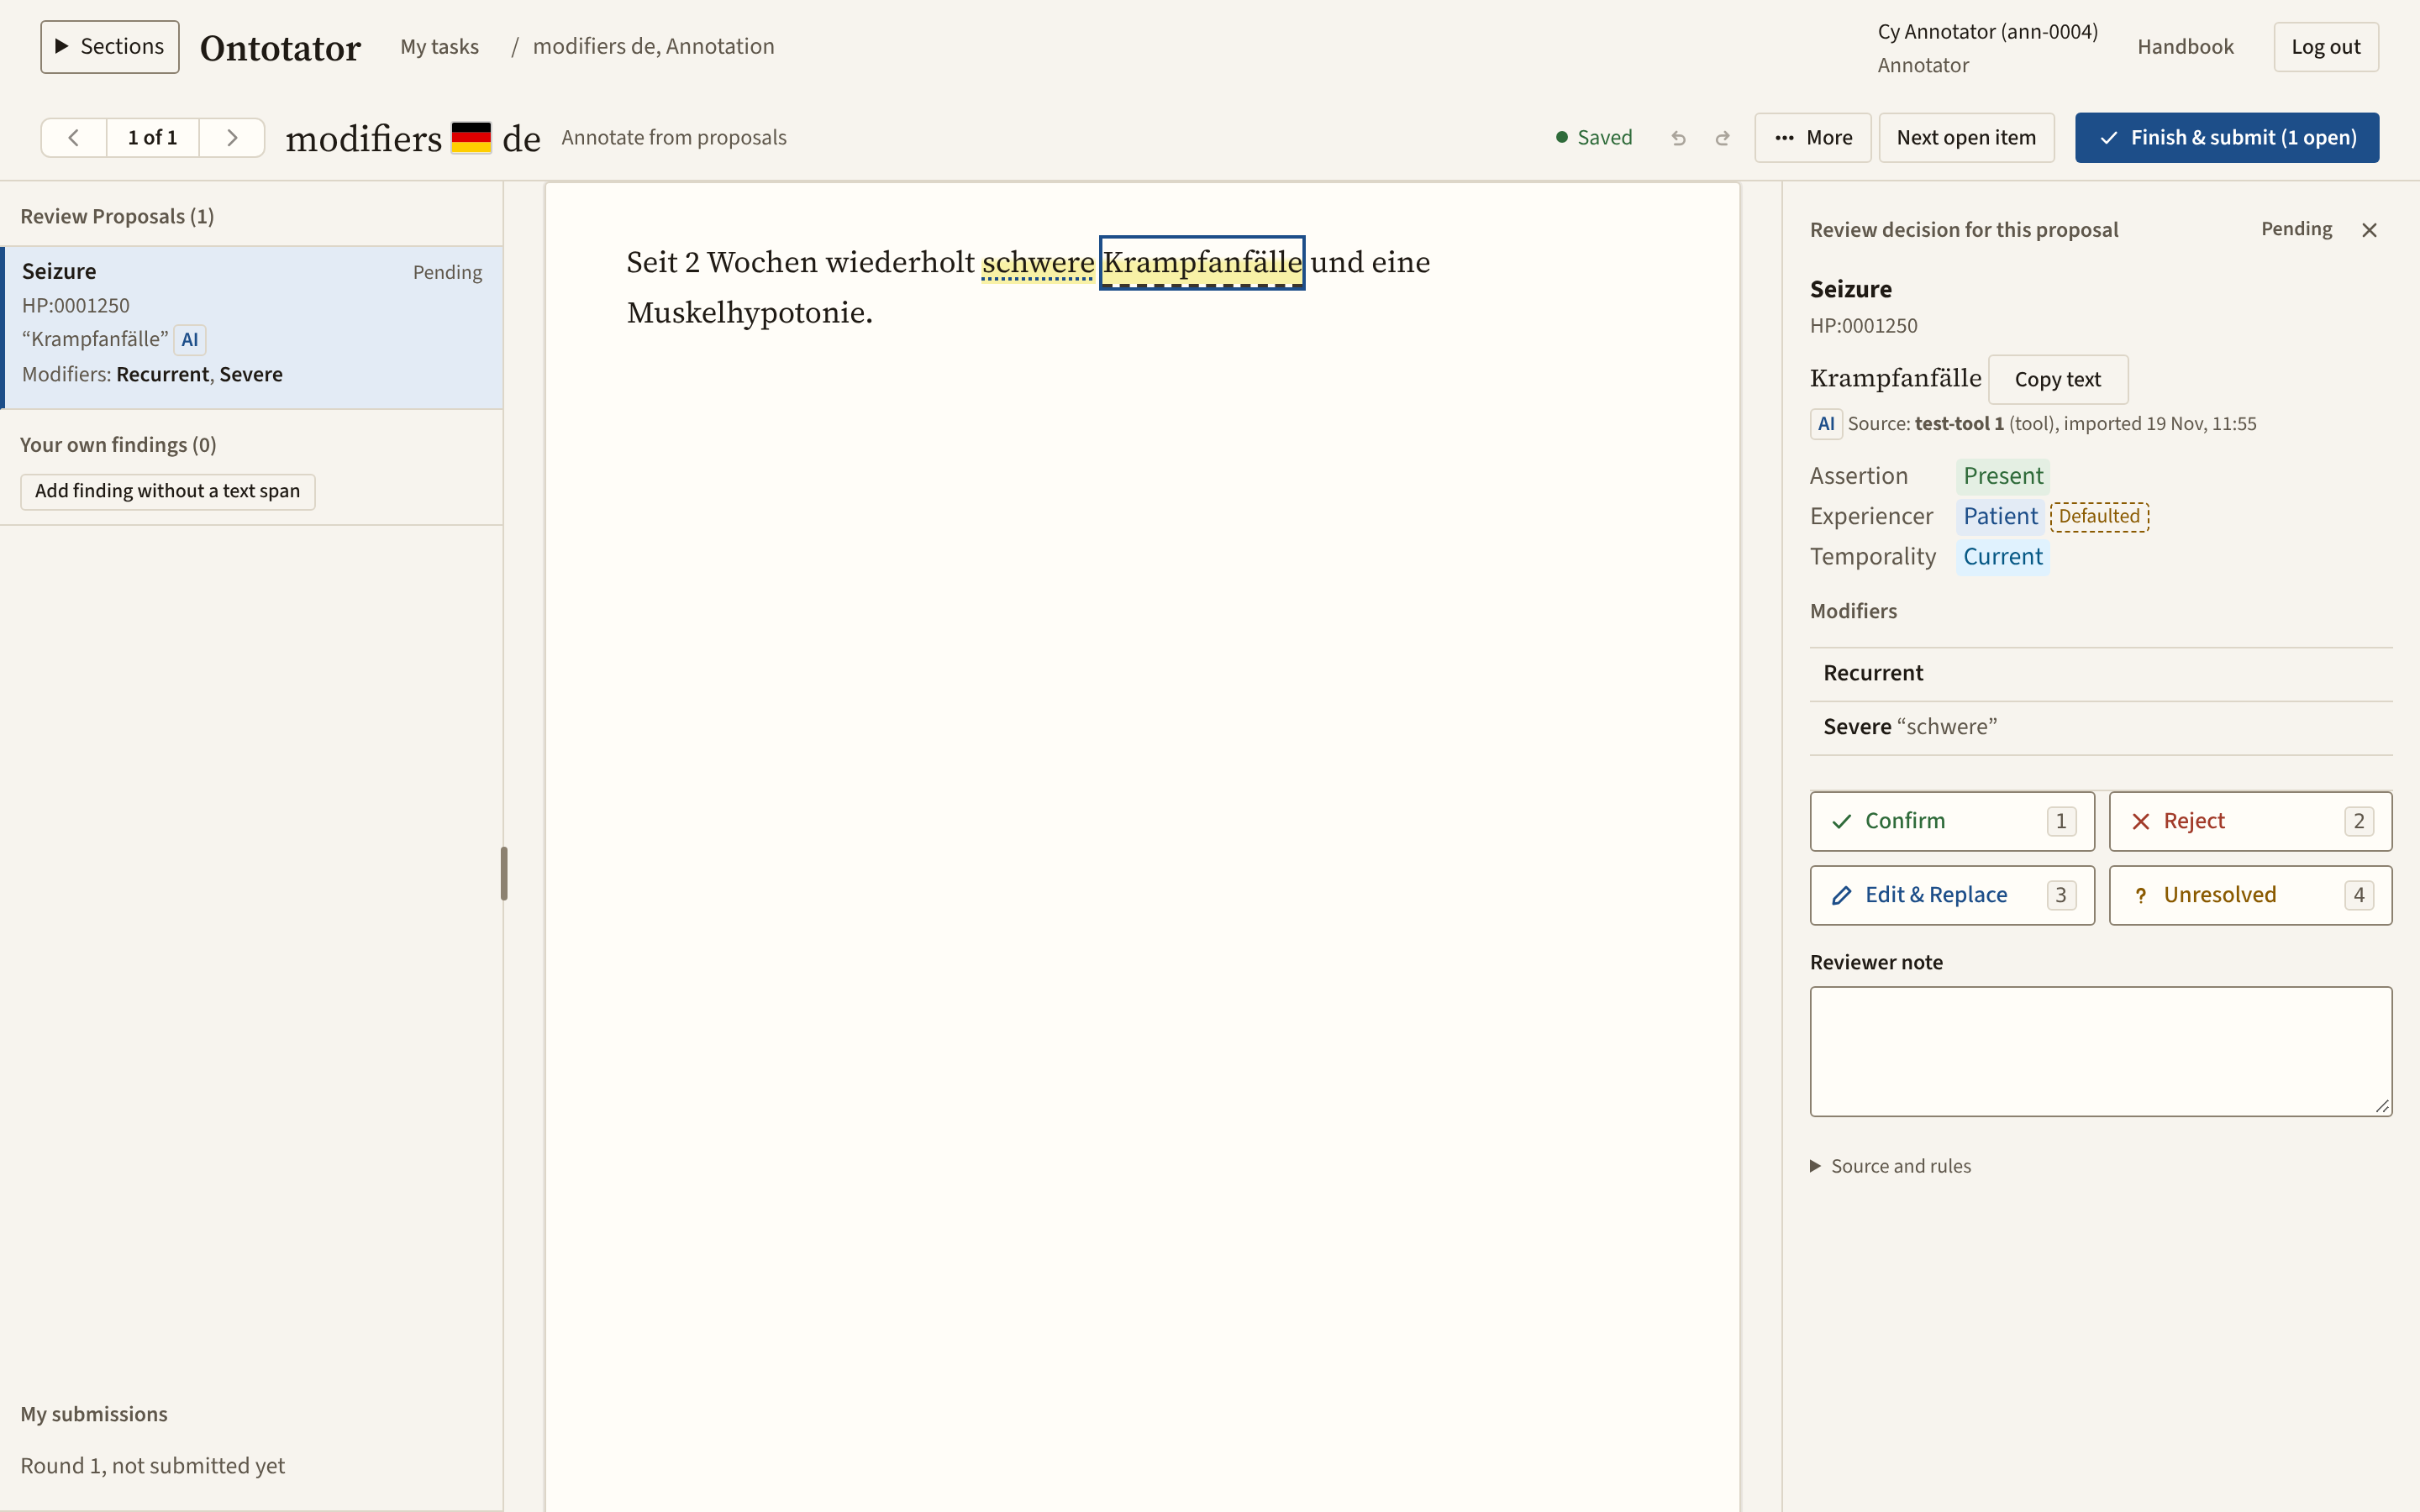 Sections
Ontotator
My tasks / modifiers de, Annotation
Cy Annotator (ann-0004)
Annotator
Handbook
Log out
1 of 1
modifiers de
Annotate from proposals
Saved
More
Next open item
Finish & submit (1 open)
Review Proposals (1)
Seizure Pending
HP:0001250
“Krampfanfälle” AI
Modifiers: Recurrent, Severe
Your own findings (0)
Add finding without a text span
My submissions
Round 1, not submitted yet
Seit 2 Wochen wiederholt schwere Krampfanfälle und eine
Muskelhypotonie.
Review decision for this proposal Pending
Seizure
HP:0001250
Krampfanfälle Copy text
AI Source: test-tool 1 (tool), imported 19 Nov, 11:55
Assertion Present
Experiencer Patient Defaulted
Temporality Current
Modifiers
Recurrent
Severe “schwere”
Confirm 1 Reject 2
Edit & Replace 3 ? Unresolved 4
Reviewer note
Source and rules